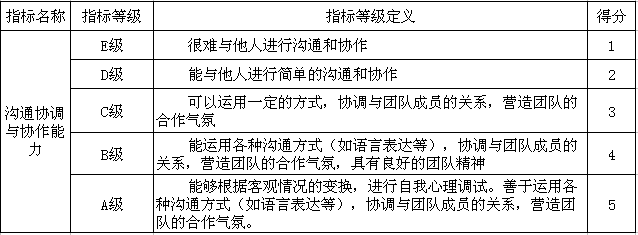 指标名称 指标等级 指标等级定义 得分
E级 很难与他人进行沟通和协作 1
D级 能与他人进行简单的沟通和协作 2
沟通协调
与协作能
力
C级 可以运用一定的方式，协调与团队成员的关系，营造团队的
合作气氛 3
B级 能运用各种沟通方式（如语言表达等），协调与团队成员的
关系，营造团队的合作气氛，具有良好的团队精神 4
A级 能够根据客观情况的变换，进行自我心理调试。善于运用各
种沟通方式（如语言表达等），协调与团队成员的关系，营造团
队的合作气氛。 5